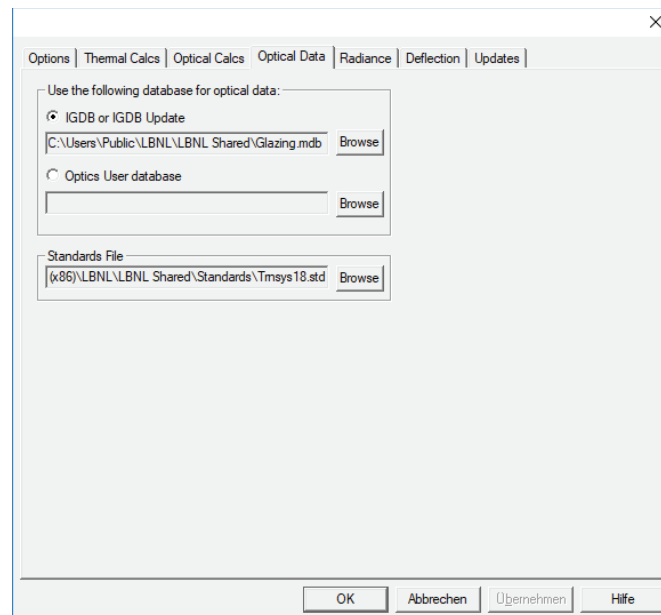 Options Thermal Calcs Optical Calcs Optical Data Radiance Deflection Updates
Use the following database for optical data:
IGDB or IGDB Update
C:\Users\Public\LBNL\LBNL Shared\Glazing.mdb Browse
Optics User database
Browse
Standards File
(x86)\LBNL\LBNL Shared\Standards\Trnsys18.std Browse
OK Abbrechen Übernehmen Hilfe